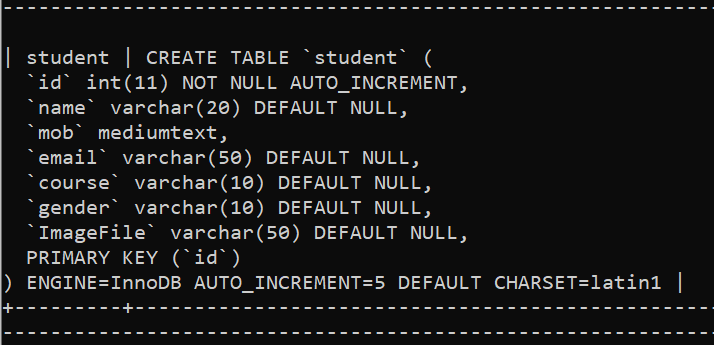 --------------------------------------------------------------
| student | CREATE TABLE `student` (
`id` int(11) NOT NULL AUTO_INCREMENT,
`name` varchar(20) DEFAULT NULL,
`mob` mediumtext,
`email` varchar(50) DEFAULT NULL,
`course` varchar(10) DEFAULT NULL,
`gender` varchar(10) DEFAULT NULL,
`ImageFile` varchar(50) DEFAULT NULL,
PRIMARY KEY (`id`)
) ENGINE=InnoDB AUTO_INCREMENT=5 DEFAULT CHARSET=latin1 |
+---------+--------------------------------------------------
--------------------------------------------------------------